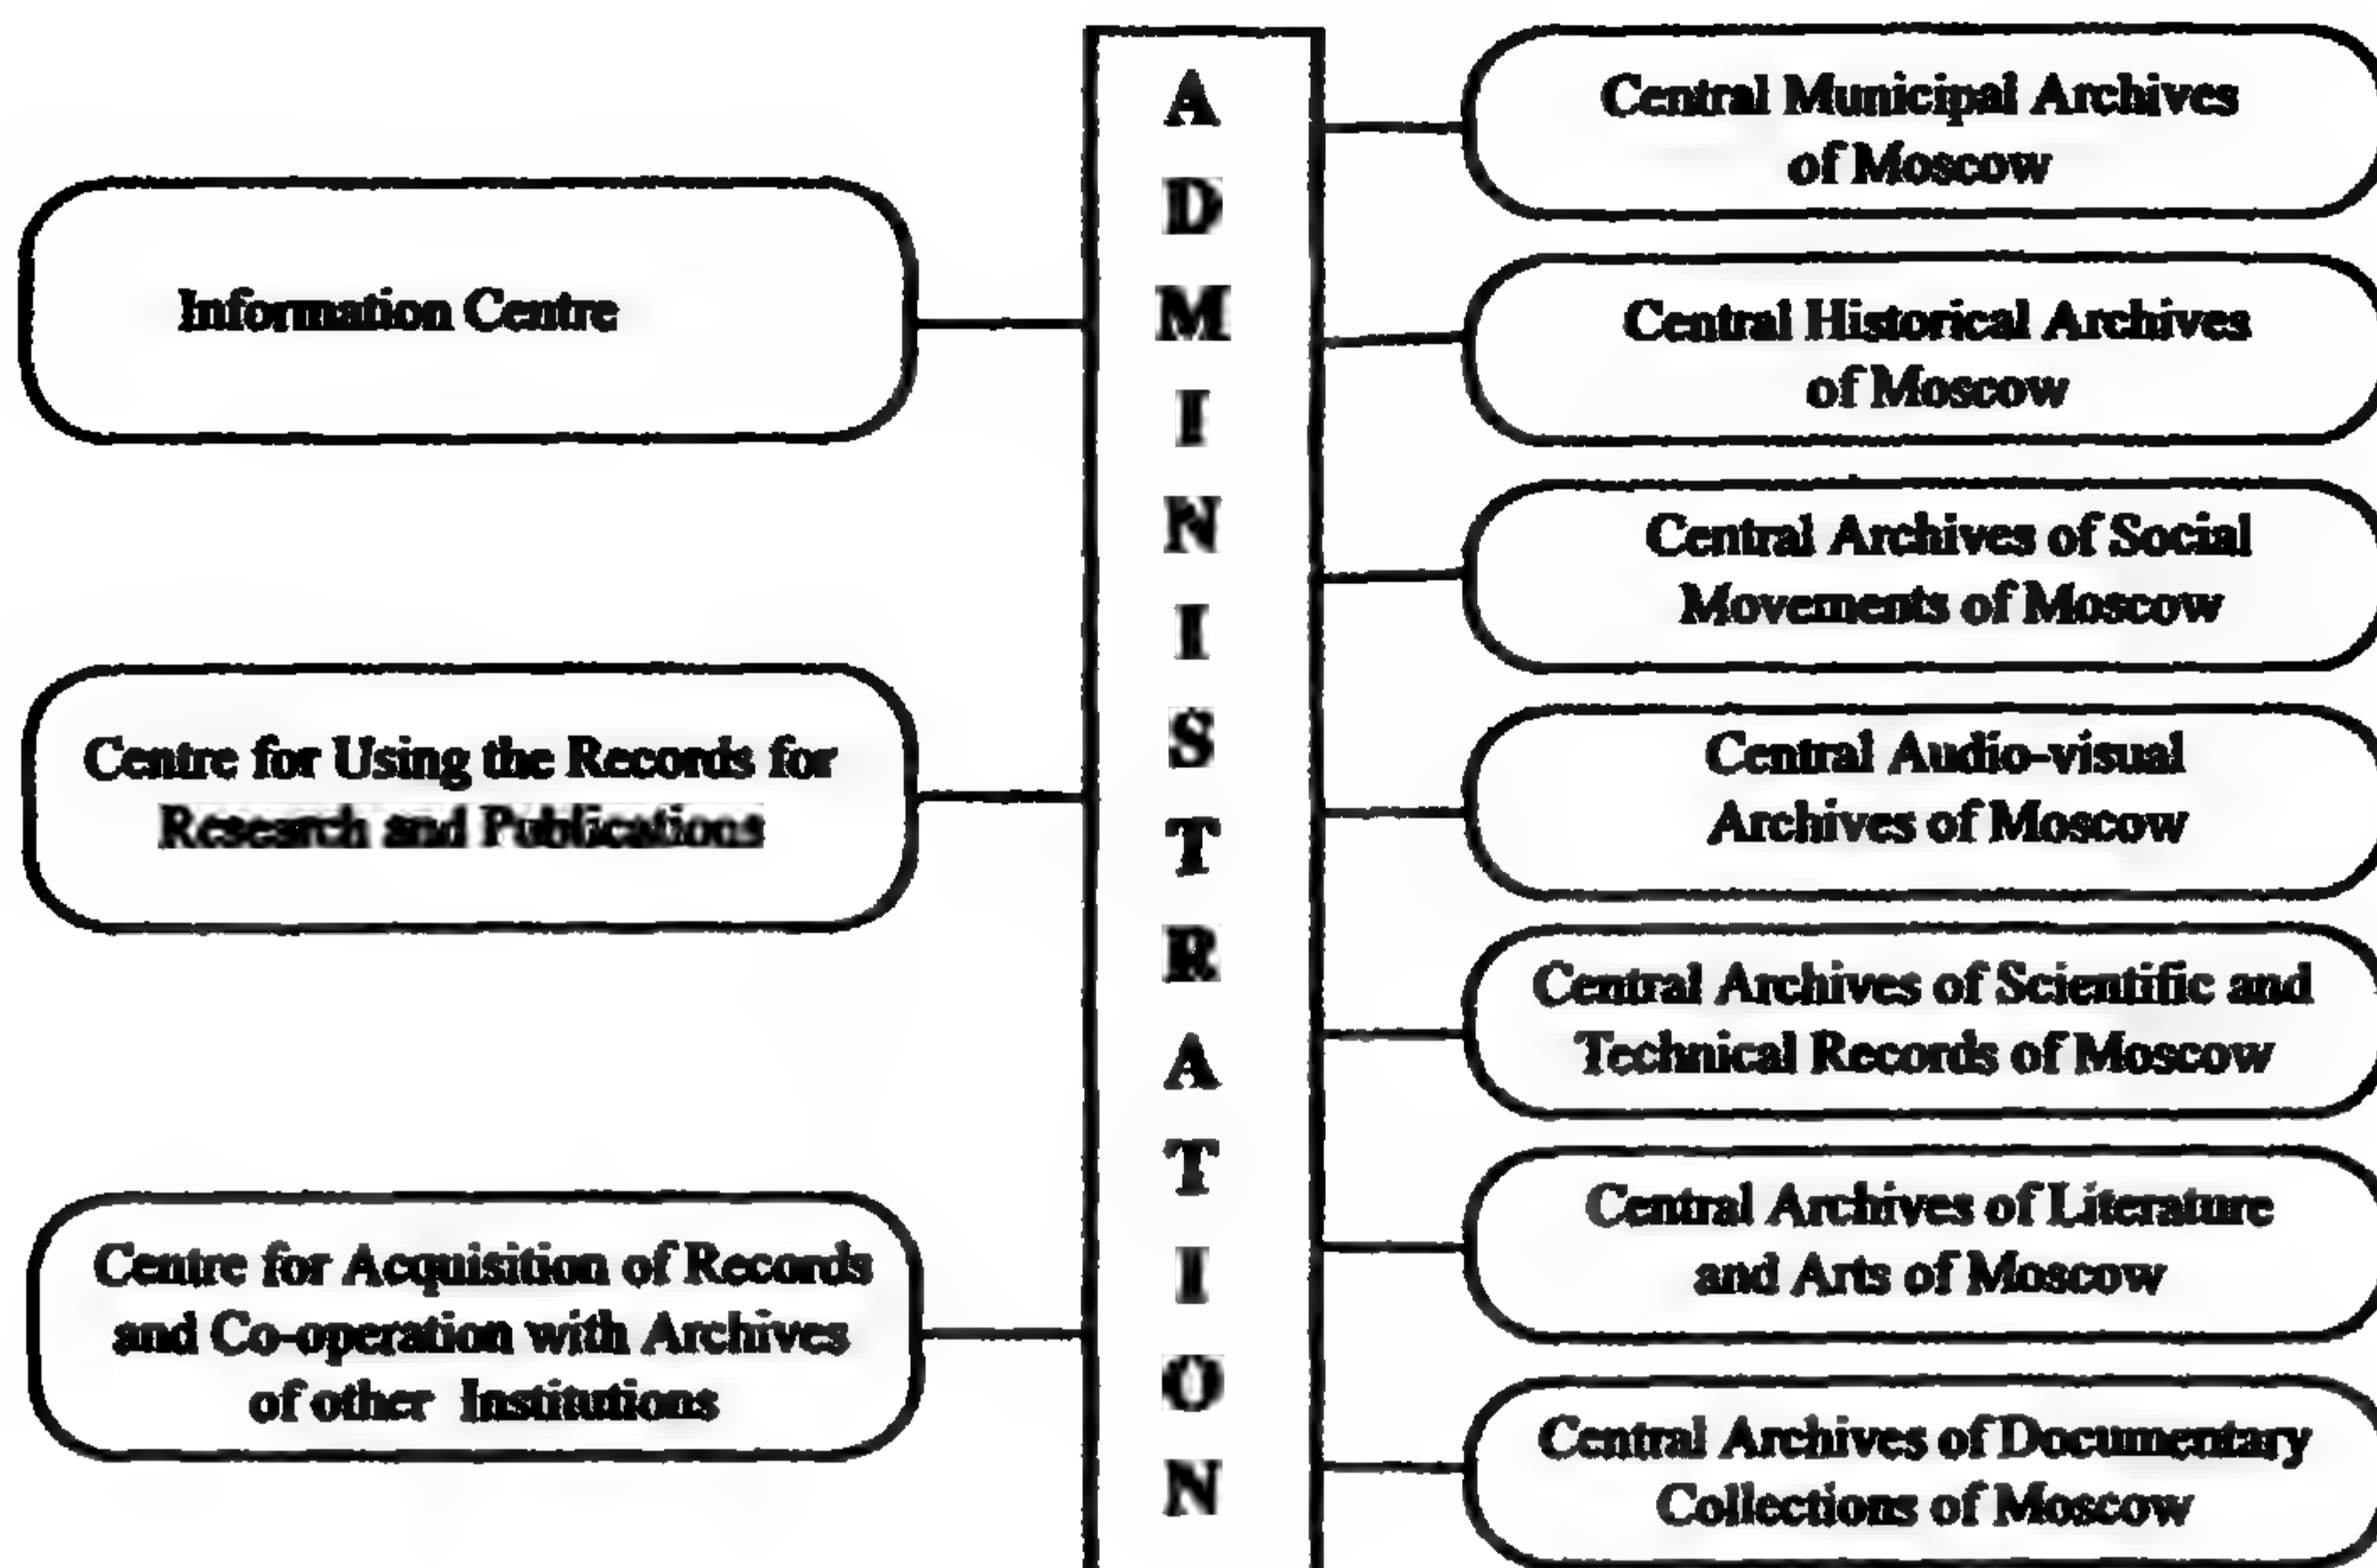 Information Centre
Centre for Using the Records for
Research and Publications
Centre for Acquisition of Records
and Co-operation with Archives
of other Institutions
A
D
M
I
N
I
S
T
R
A
T
I
O
N
Central Municipal Archives
of Moscow
Central Historical Archives
of Moscow
Central Archives of Social
Movements of Moscow
Central Audio-visual
Archives of Moscow
Central Archives of Scientific and
Technical Records of Moscow
Central Archives of Literature
and Arts of Moscow
Central Archives of Documentary
Collections of Moscow